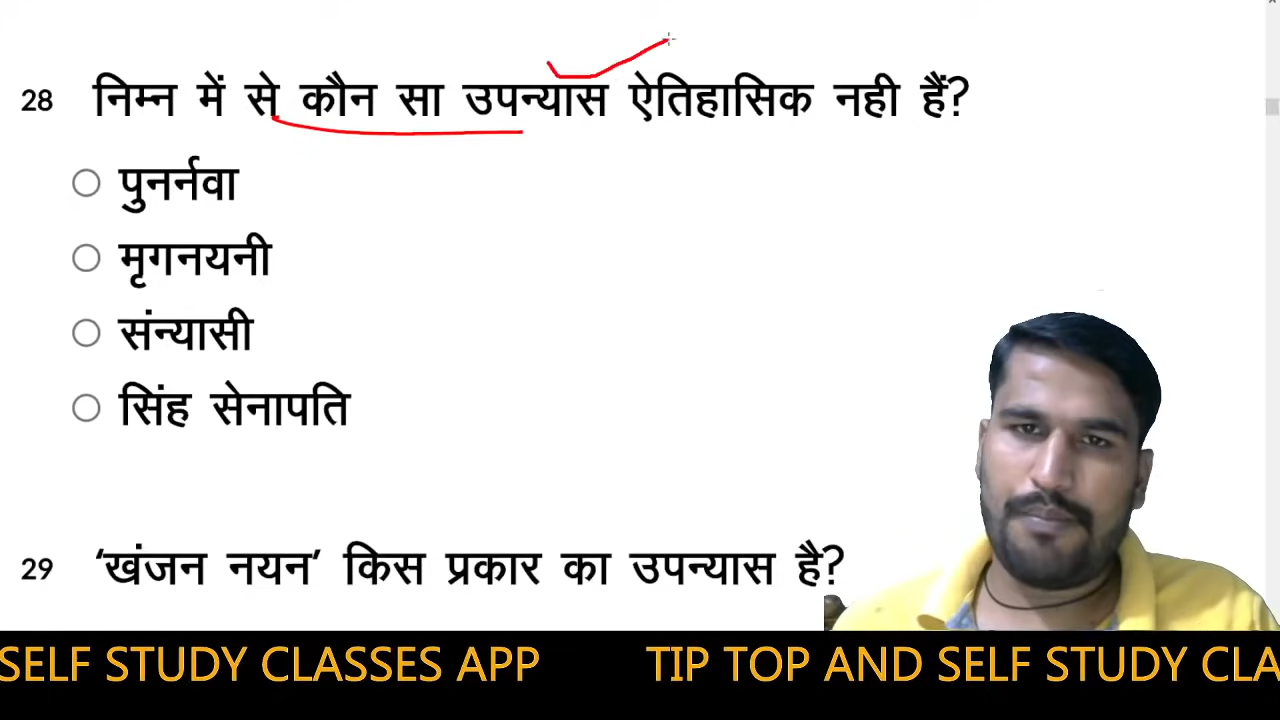 28 निम्न में से कौन सा उपन्यास ऐतिहासिक नही हैं?
पुनर्नवा
मृगनयनी
संन्यासी
सिंह सेनापति
29 ‘खंजन नयन’ किस प्रकार का उपन्यास है?
SELF STUDY CLASSES APP TIP TOP AND SELF STUDY CLA